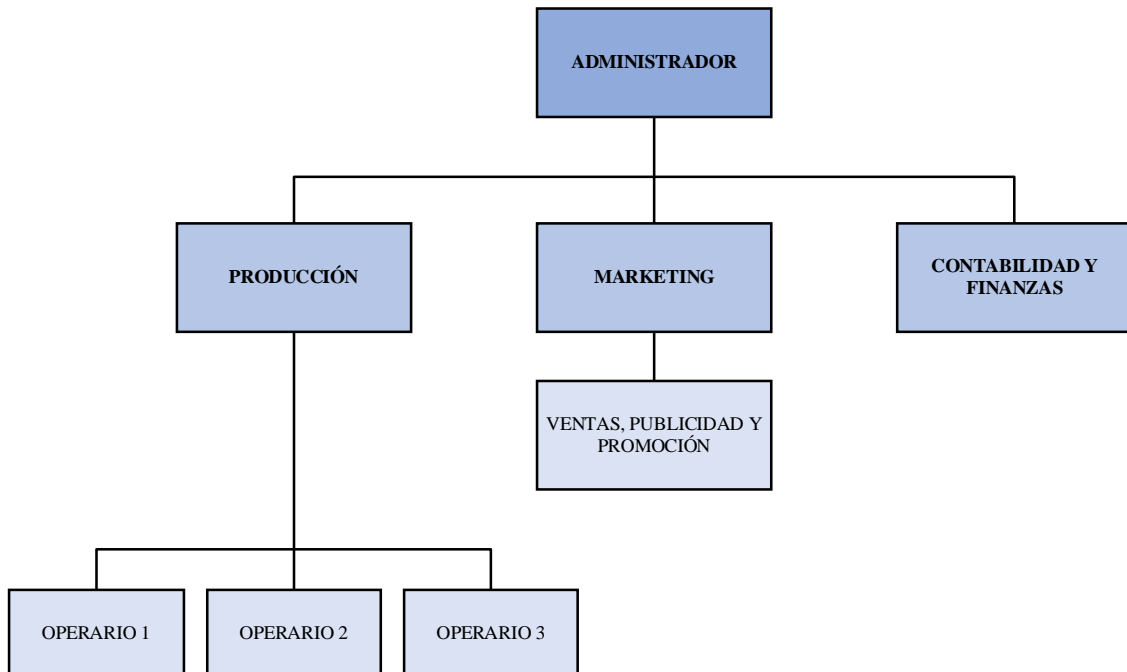 ADMINISTRADOR
PRODUCCIÓN
MARKETING
CONTABILIDAD Y
FINANZAS
VENTAS, PUBLICIDAD Y
PROMOCIÓN
OPERARIO 1
OPERARIO 2
OPERARIO 3